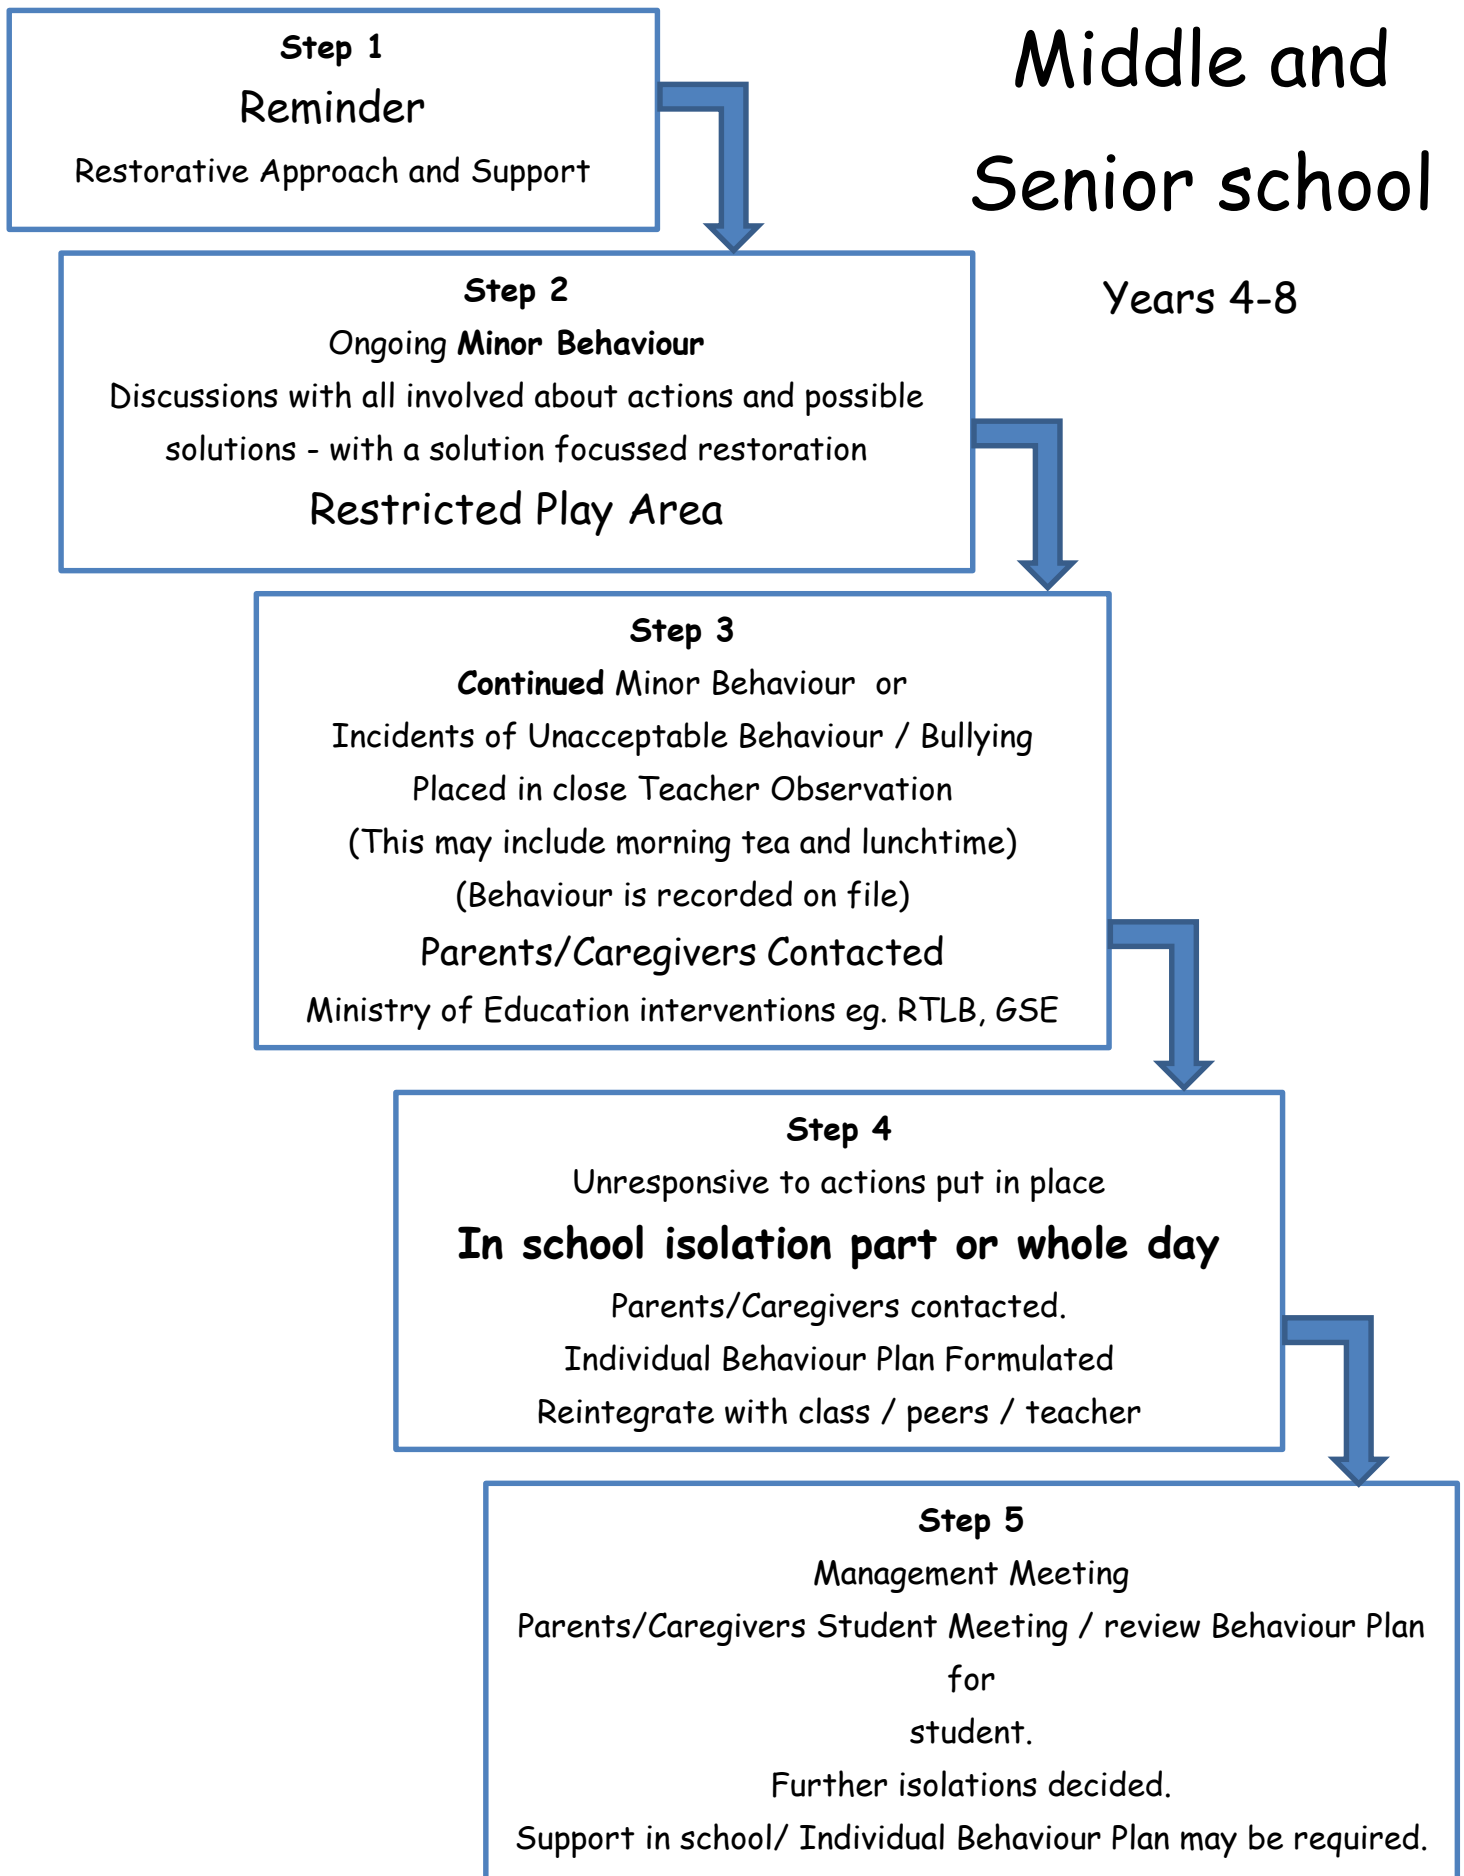 Step 1
Reminder
Restorative Approach and Support
Middle and
Senior school
Years 4-8
Step 2
Ongoing Minor Behaviour
Discussions with all involved about actions and possible
solutions - with a solution focussed restoration
Restricted Play Area
Step 3
Continued Minor Behaviour or
Incidents of Unacceptable Behaviour / Bullying
Placed in close Teacher Observation
(This may include morning tea and lunchtime)
(Behaviour is recorded on file)
Parents/Caregivers Contacted
Ministry of Education interventions eg. RTLB, GSE
Step 4
Unresponsive to actions put in place
In school isolation part or whole day
Parents/Caregivers contacted.
Individual Behaviour Plan Formulated
Reintegrate with class / peers / teacher
Step 5
Management Meeting
Parents/Caregivers Student Meeting / review Behaviour Plan
for
student.
Further isolations decided.
Support in school/ Individual Behaviour Plan may be required.